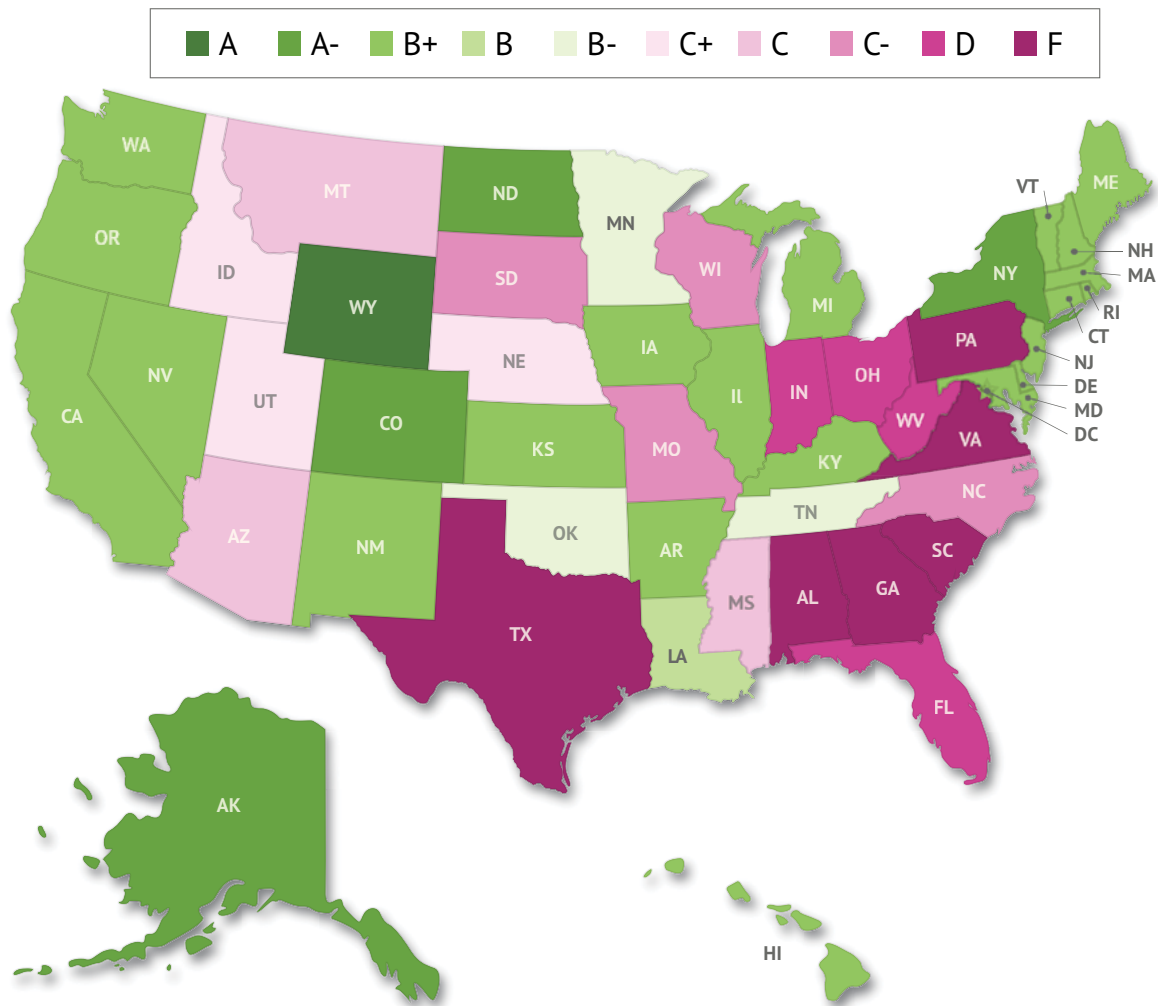 A A- B+ B B- C+ C C- D F
WA
MT
ND
MN
VT
ME
OR
ID
SD
WI
NY
NH
MA
WY
MI
RI
CT
NV
NE
IA
PA
NJ
CA
UT
CO
IL
IN
OH
DE
MD
DC
KS
MO
WV
VA
KY
AZ
NM
OK
AR
TN
NC
SC
MS
AL
GA
TX
LA
FL
AK
HI